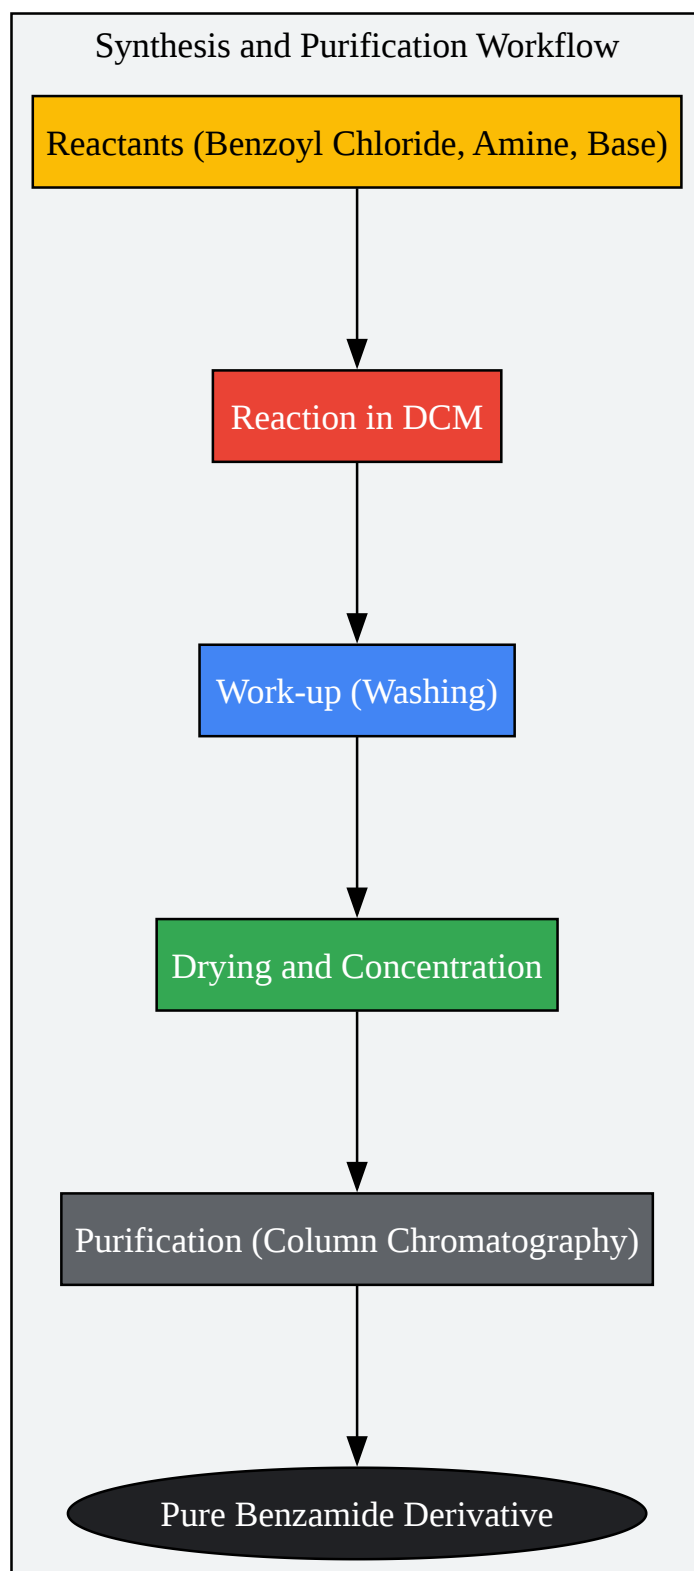 Synthesis and Purification Workflow
Reactants (Benzoyl Chloride, Amine, Base)
Reaction in DCM
Work-up (Washing)
Drying and Concentration
Purification (Column Chromatography)
Pure Benzamide Derivative